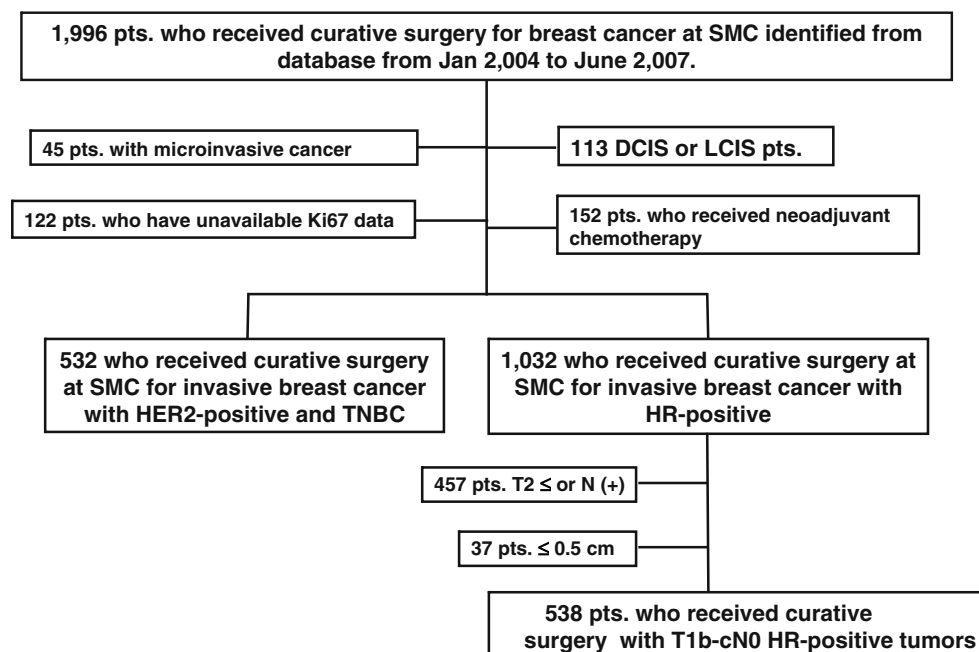 1,996 pts. who received curative surgery for breast cancer at SMC identified from
database from Jan 2,004 to June 2,007.
45 pts. with microinvasive cancer
113 DCIS or LCIS pts.
122 pts. who have unavailable Ki67 data
152 pts. who received neoadjuvant
chemotherapy
532 who received curative surgery
at SMC for invasive breast cancer
with HER2-positive and TNBC
1,032 who received curative surgery at
SMC for invasive breast cancer with
HR-positive
457 pts. T2 ≤ or N (+)
37 pts. ≤ 0.5 cm
538 pts. who received curative
surgery with T1b-cN0 HR-positive tumors